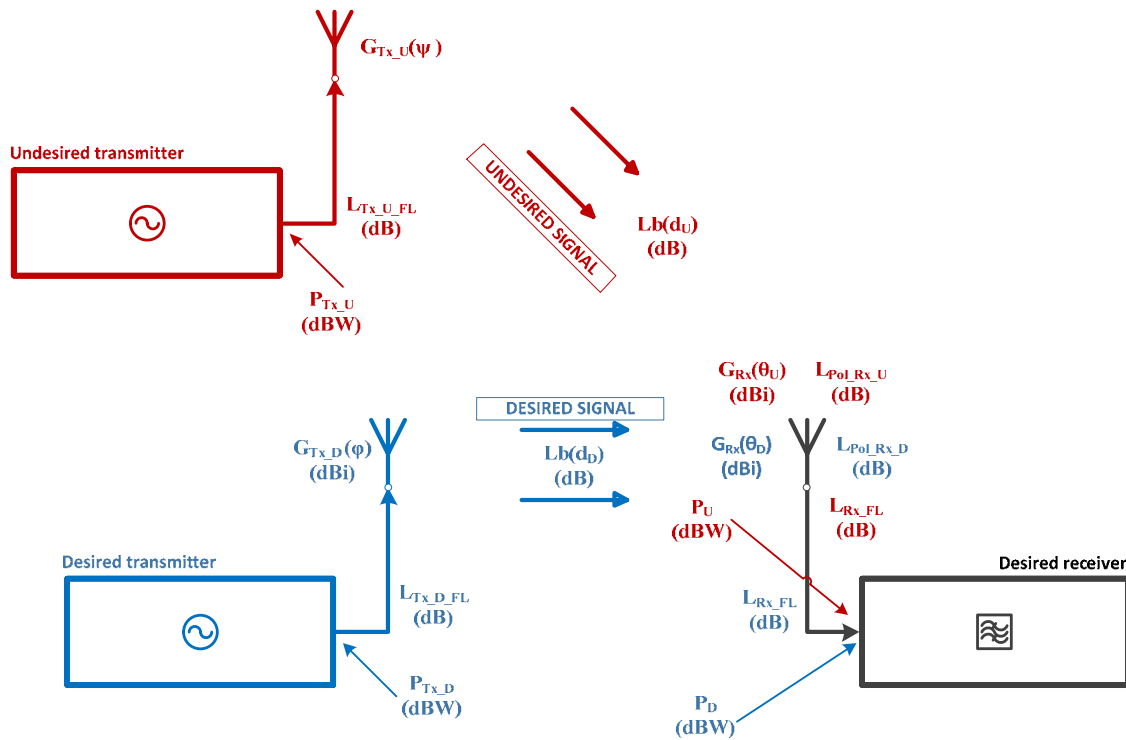 G_Tx_U(ψ )
Undesired transmitter
L_Tx_U_FL
(dB)
P_Tx_U
(dBW)
UNDESIRED SIGNAL
Lb(d_U)
(dB)
G_Rx(θ_U)
(dBi)
L_Pol_Rx_U
(dB)
DESIRED SIGNAL
Lb(d_D)
(dB)
G_Tx_D(φ)
(dBi)
G_Rx(θ_D)
(dBi)
L_Pol_Rx_D
(dB)
P_U
(dBW)
L_Rx_FL
(dB)
Desired transmitter
Desired receiver
L_Tx_D_FL
(dB)
L_Rx_FL
(dB)
P_Tx_D
(dBW)
P_D
(dBW)